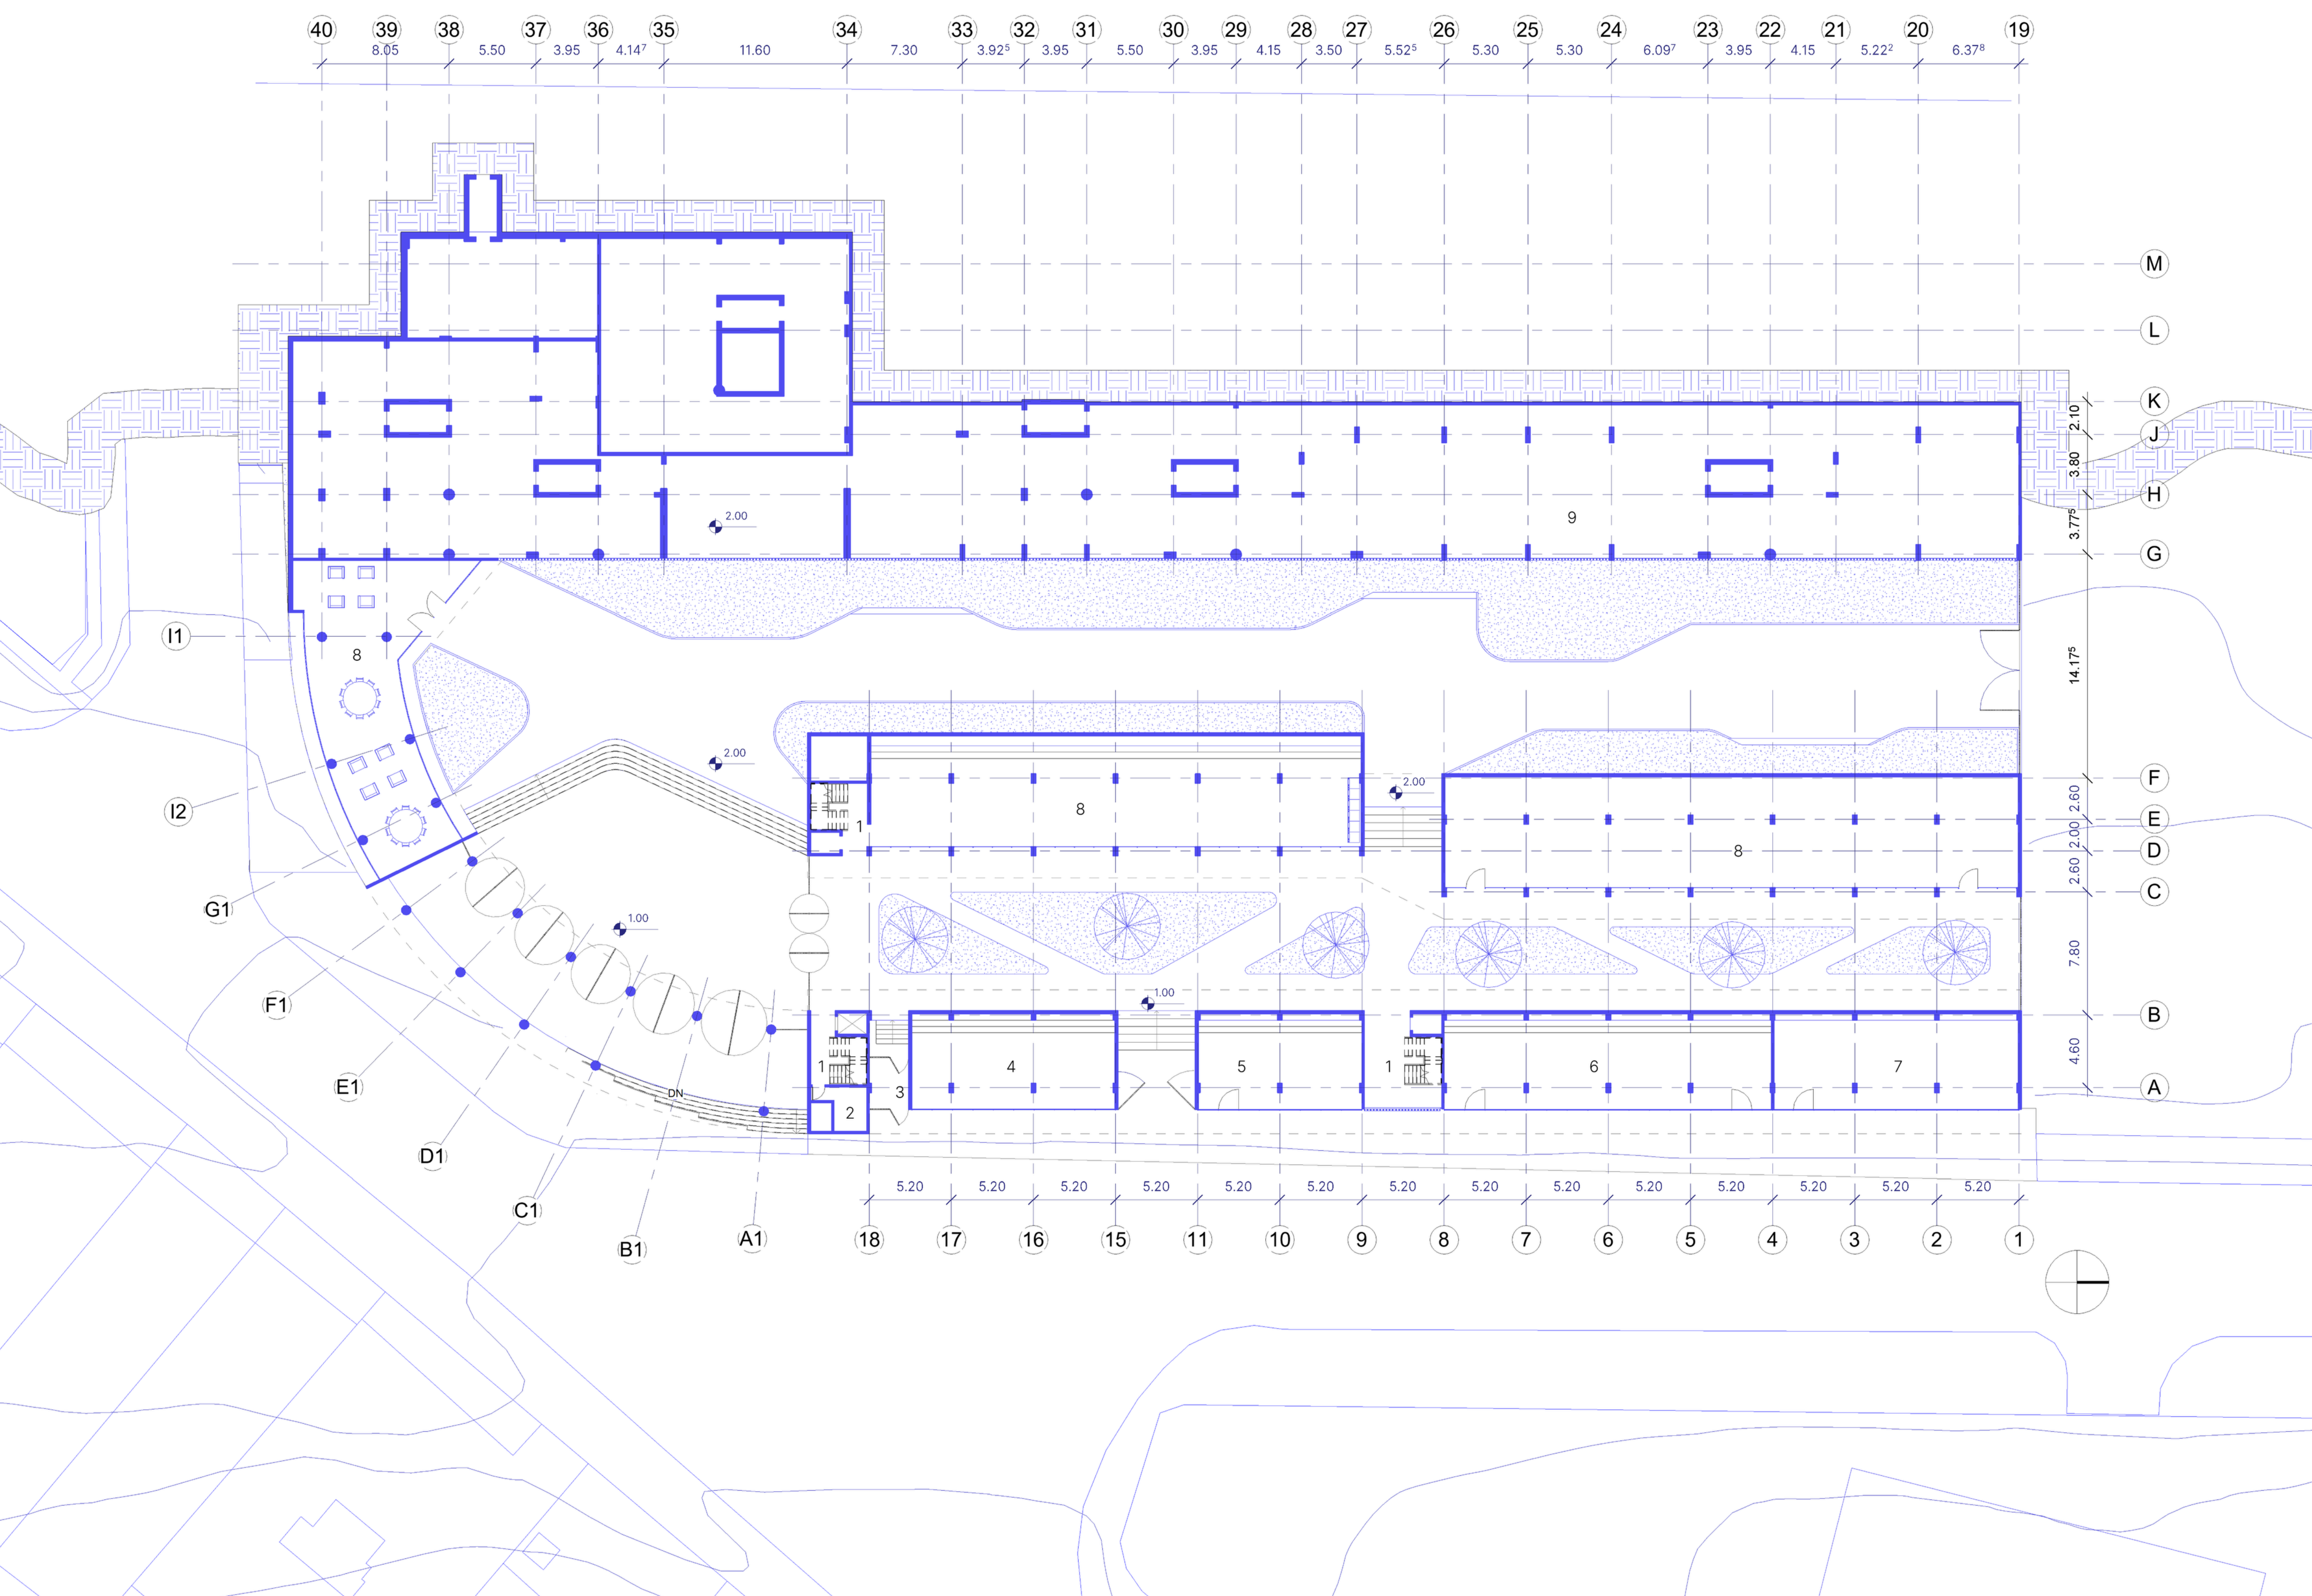 40 39 38 37 36 35 34 33 32 31 30 29 28 27 26 25 24 23 22 21 20 19
8.05 5.50 3.95 4.14⁷ 11.60 7.30 3.92⁵ 3.95 5.50 3.95 4.15 3.50 5.52⁵ 5.30 5.30 6.09⁷ 3.95 4.15 5.22² 6.37⁸
M
L
K
2.10
J
3.80
H
2.00
9
3.77⁵
G
I1
8
14.17⁵
2.00
2.00
F
I2
8
2.60
1
E
2.00
8
D
2.60
C
G1
1.00
7.80
F1
1.00
B
1 4 5 1 6 7
4.60
E1
DN
3
A
2
D1
5.20 5.20 5.20 5.20 5.20 5.20 5.20 5.20 5.20 5.20 5.20 5.20 5.20 5.20
C1
B1
A1
18 17 16 15 11 10 9 8 7 6 5 4 3 2 1